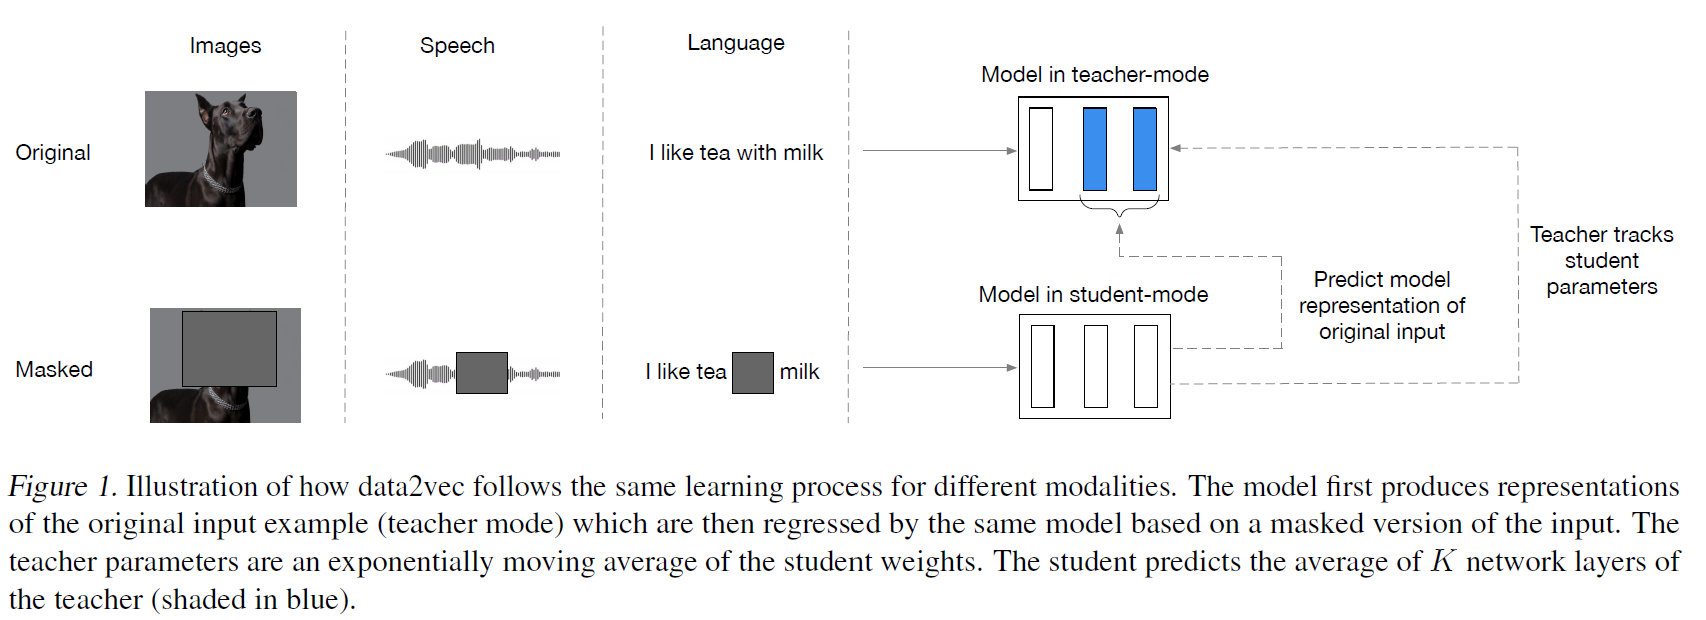 Images
Speech
Language
Model in teacher-mode
Original
I like tea with milk
Teacher tracks
student
parameters
Predict model
representation of
original input
Model in student-mode
Masked
I like tea
milk
Figure 1. Illustration of how data2vec follows the same learning process for different modalities. The model first produces representations
of the original input example (teacher mode) which are then regressed by the same model based on a masked version of the input. The
teacher parameters are an exponentially moving average of the student weights. The student predicts the average of K network layers of
the teacher (shaded in blue).